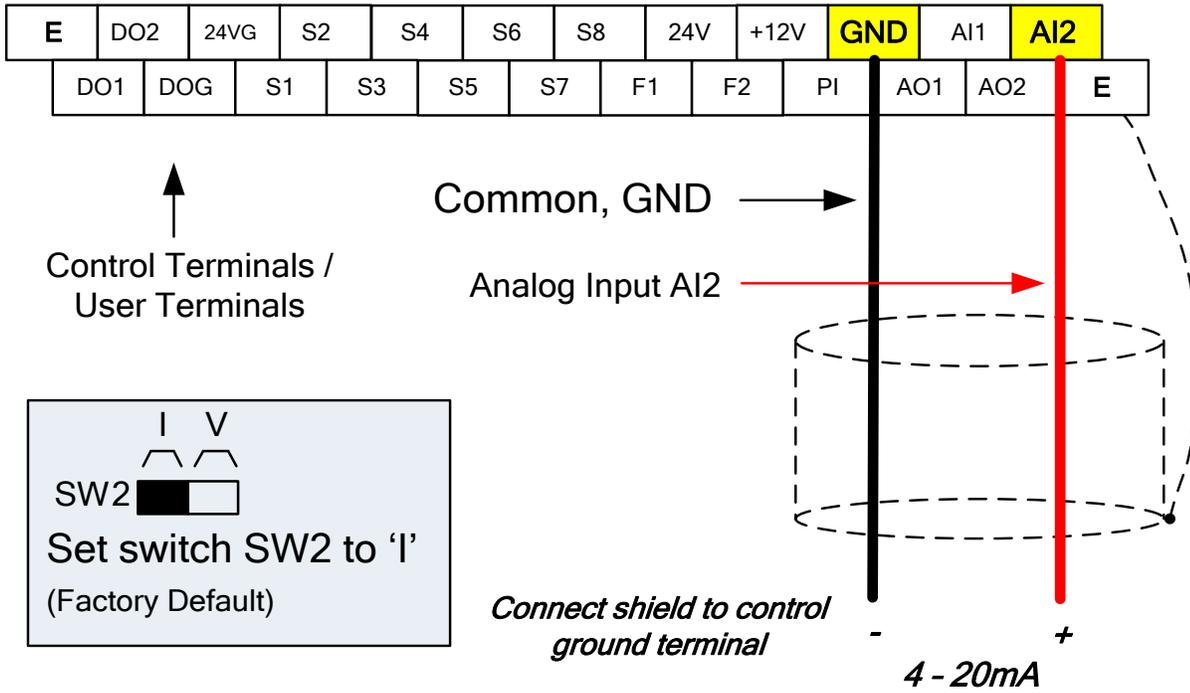 E DO2 24VG S2 S4 S6 S8 24V +12V GND AI1 AI2
DO1 DOG S1 S3 S5 S7 F1 F2 PI AO1 AO2 E
Common, GND
Control Terminals /
User Terminals
Analog Input AI2
I V
SW2
Set switch SW2 to ‘I’
(Factory Default)
Connect shield to control
ground terminal
- +
4 - 20mA